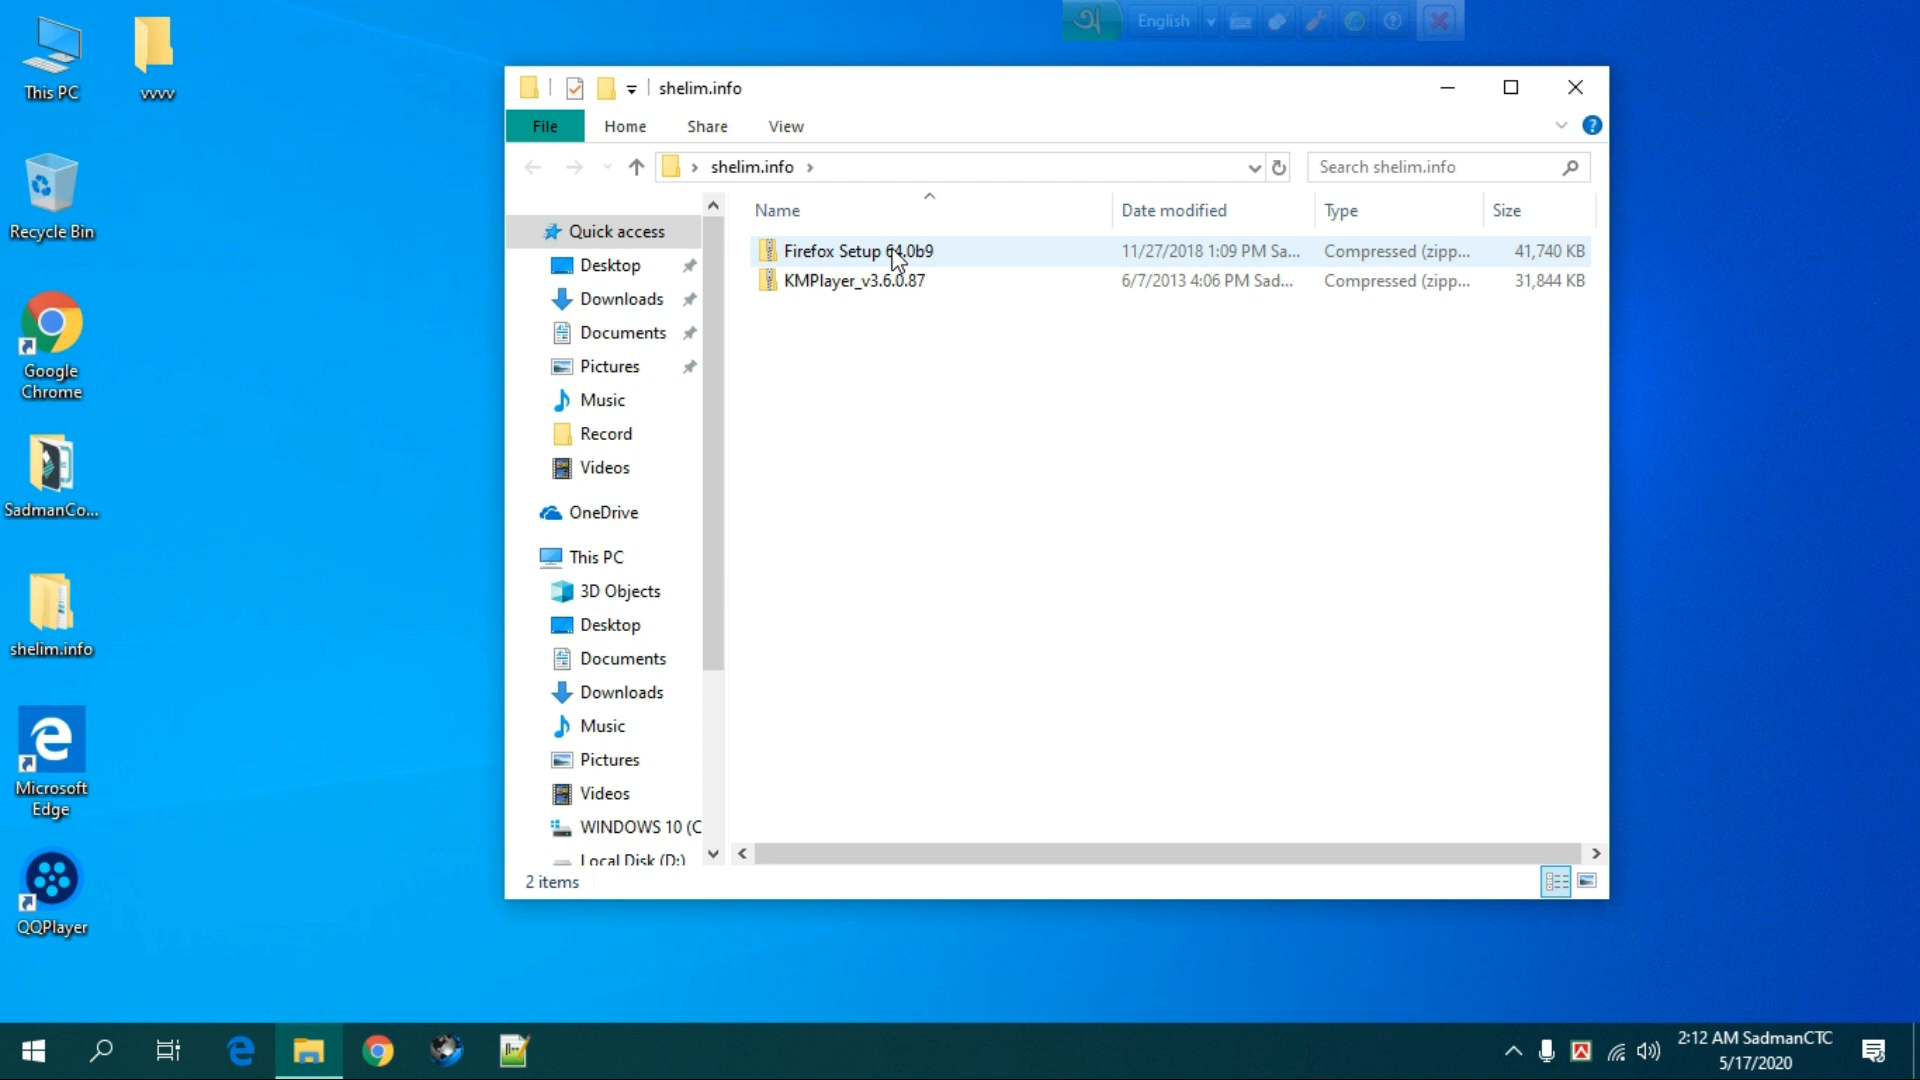 This PC
vvvv
Recycle Bin
Google
Chrome
SadmanCo...
shelim.info
Microsoft
Edge
QQPlayer
অ
English
shelim.info
File
Home
Share
View
shelim.info
Search shelim.info
Name
Date modified
Type
Size
Firefox Setup 64.0b9
11/27/2018 1:09 PM Sa...
Compressed (zipp...
41,740 KB
KMPlayer_v3.6.0.87
6/7/2013 4:06 PM Sad...
Compressed (zipp...
31,844 KB
Quick access
Desktop
Downloads
Documents
Pictures
Music
Record
Videos
OneDrive
This PC
3D Objects
Desktop
Documents
Downloads
Music
Pictures
Videos
WINDOWS 10 (C
Local Disk (D:)
2 items
2:12 AM SadmanCTC
5/17/2020